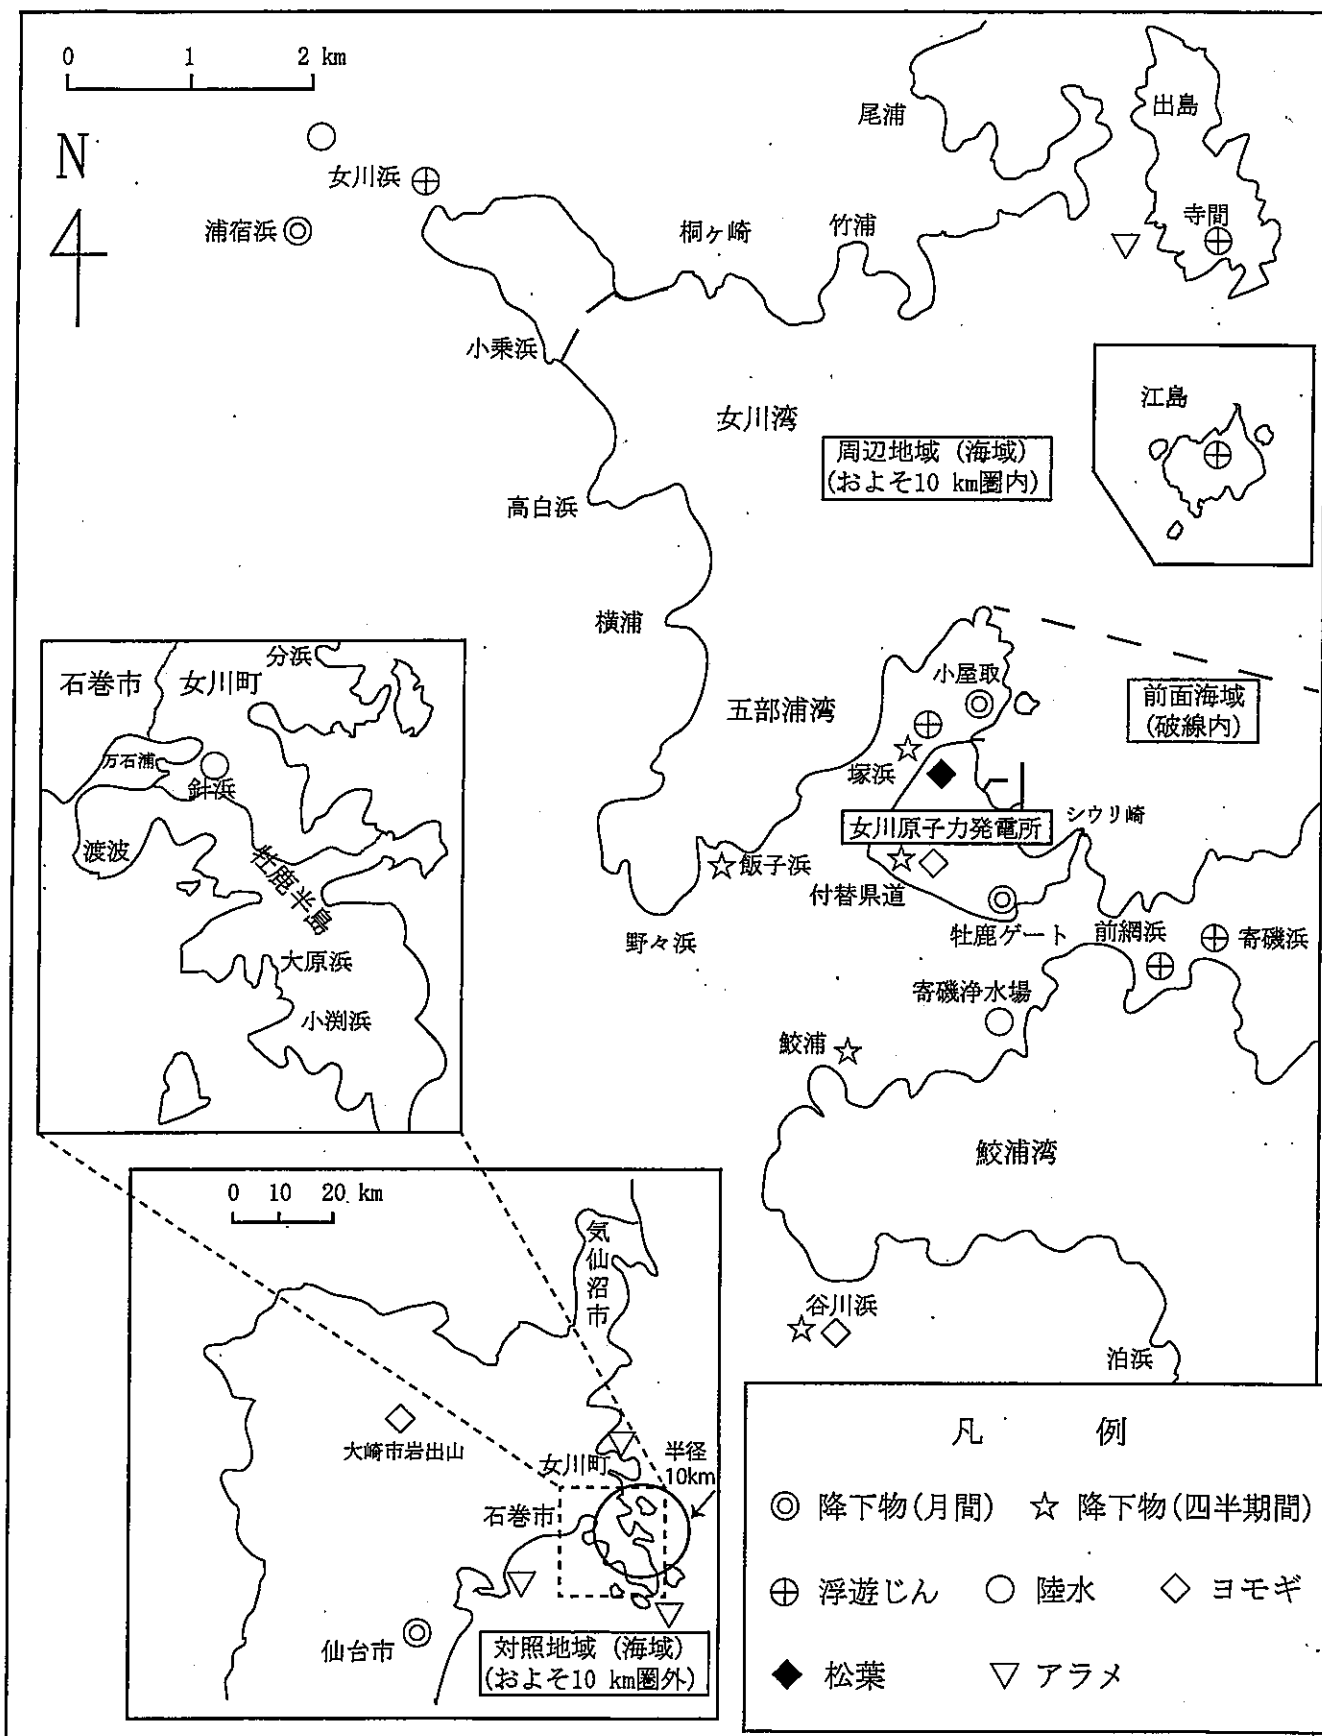 0 1 2 km
N
尾浦
出島
女川浜
浦宿浜
桐ヶ崎
竹浦
寺間
小乗浜
女川湾
江島
周辺地域 (海域)
(およそ10 km圏内)
高白浜
横浦
小屋取
前面海域
(破線内)
五部浦湾
塚浜
女川原子力発電所
シウリ崎
飯子浜
付替県道
野々浜
牡鹿ゲート
前網浜
寄磯浜
寄磯浄水場
鮫浦
鮫浦湾
谷川浜
泊浜
分浜
石巻市
女川町
万石浦
針浜
渡波
牡鹿半島
大原浜
小渕浜
0 10 20 km
気仙沼市
大崎市岩出山
女川町
半径
10km
石巻市
仙台市
対照地域 (海域)
(およそ10 km圏外)
凡 例
降下物(月間) 降下物(四半期間)
浮遊じん 陸水 ヨモギ
松葉 アラメ